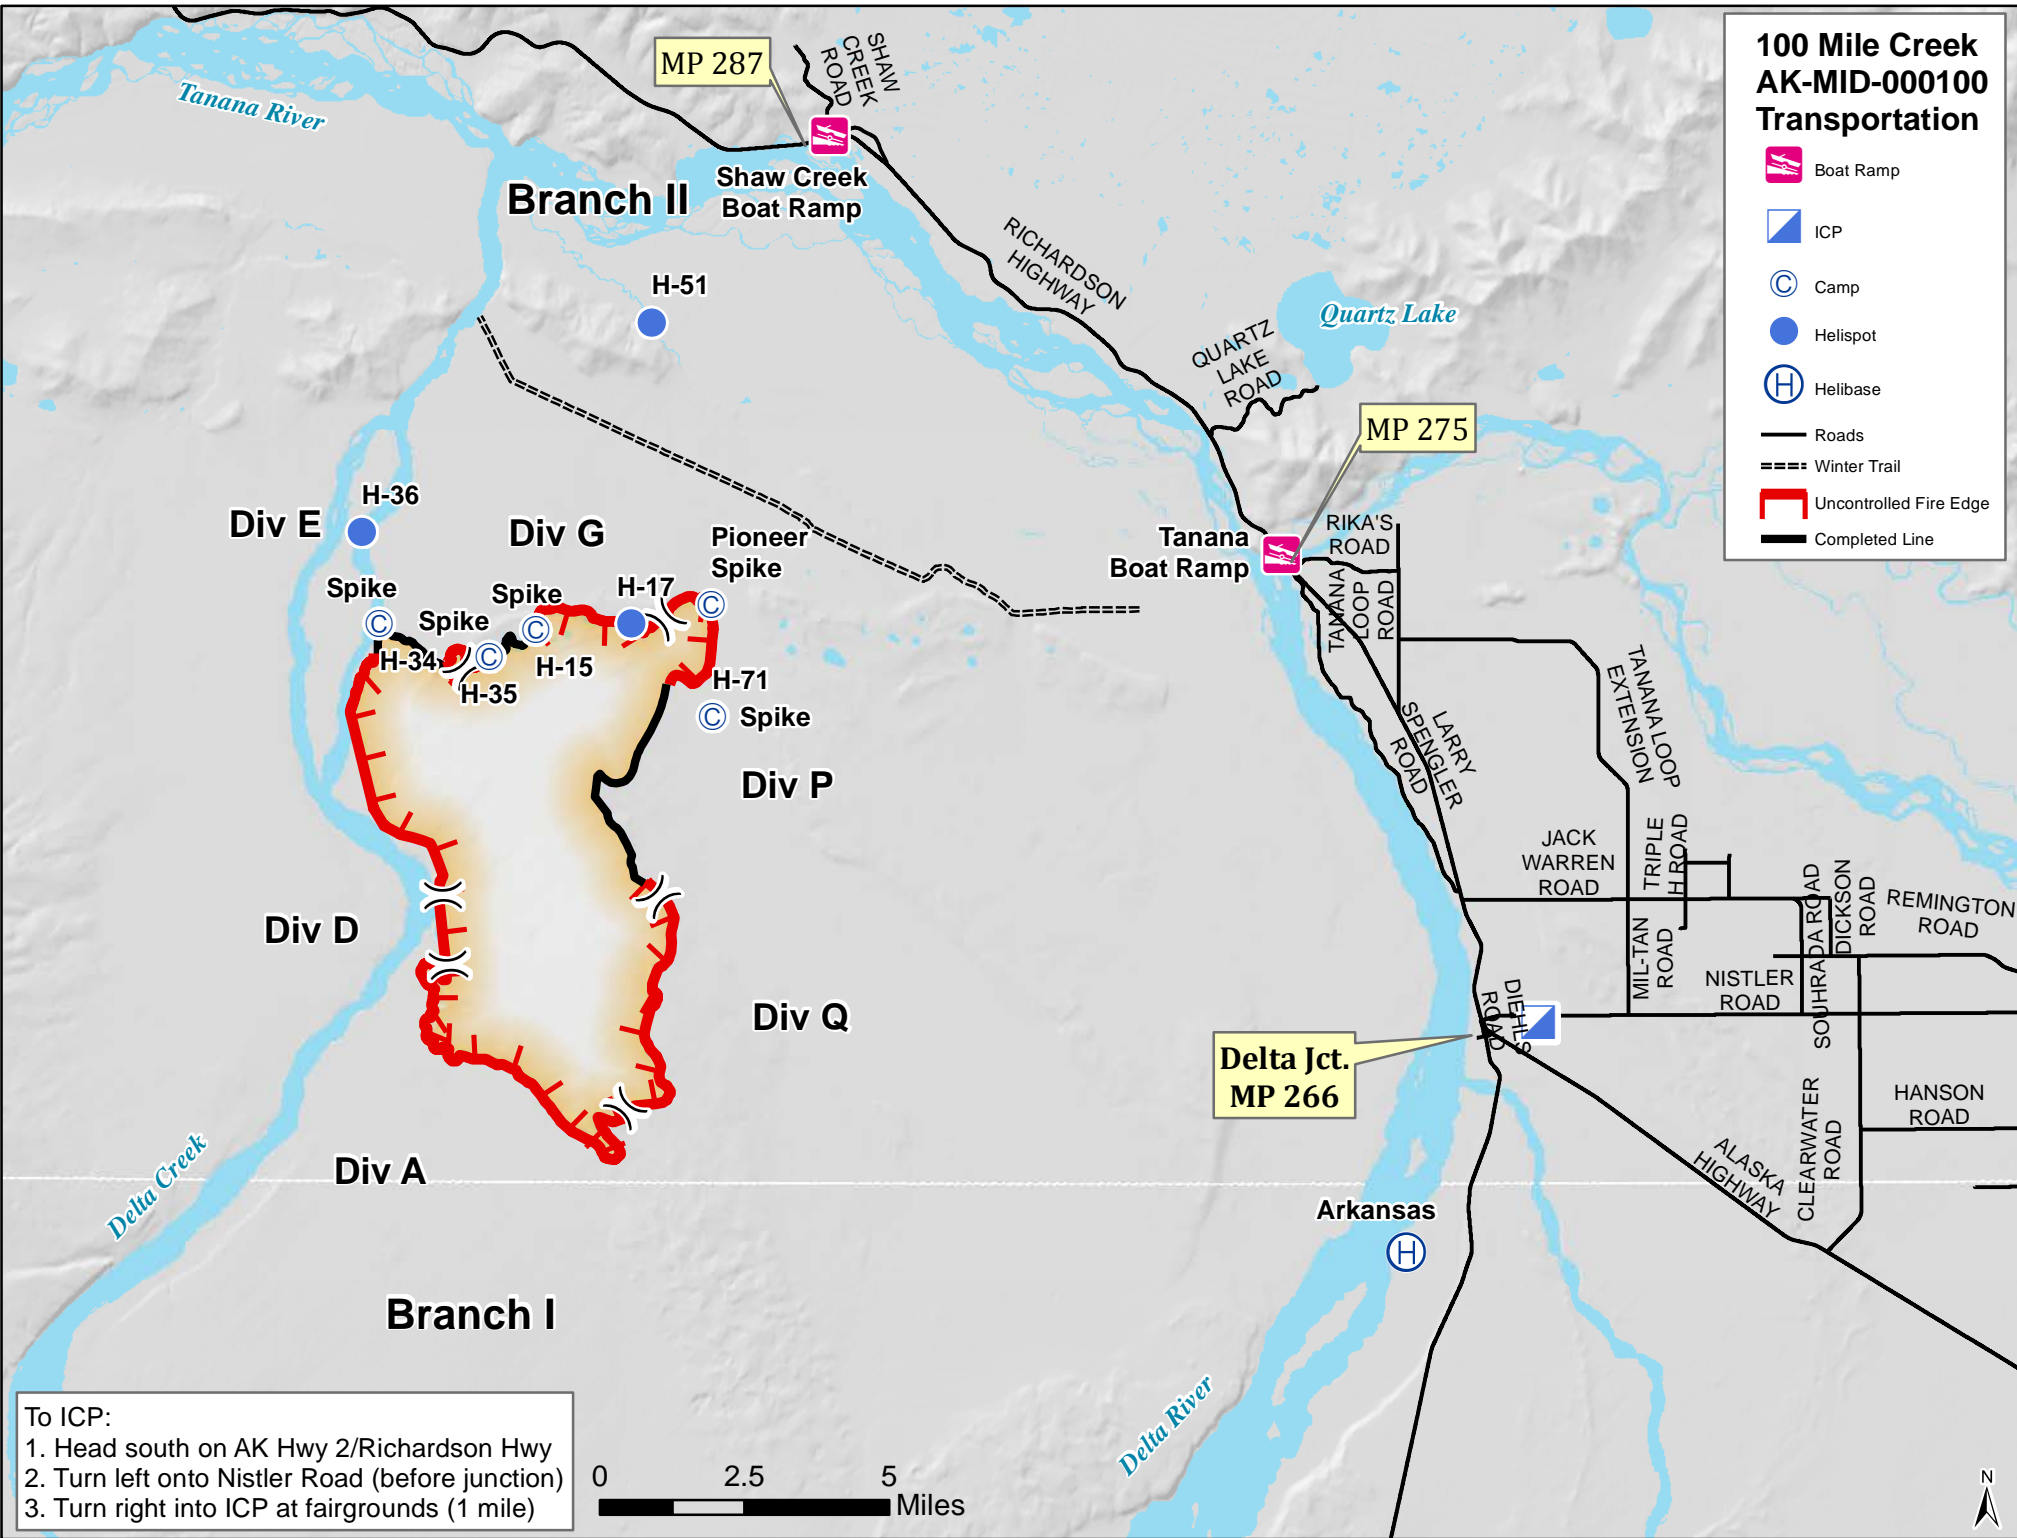 100 Mile Creek
AK-MID-000100
Transportation
Boat Ramp
ICP
C
Camp
Helispot
H
Helibase
Roads
Winter Trail
Uncontrolled Fire Edge
Completed Line
MP 287
SHAW
CREEK
ROAD
Tanana River
Shaw Creek
Boat Ramp
Branch II
RICHARDSON
HIGHWAY
H-51
Quartz Lake
QUARTZ
LAKE
ROAD
MP 275
H-36
Div E
Div G
Pioneer
Spike
C
Tanana
Boat Ramp
RIKA'S
ROAD
TANANA
LOOP
ROAD
Spike
C
Spike
C
Spike
C
H-17
H-34
H-35
H-15
H-71
C
Spike
TANANA LOOP
EXTENSION
LARRY
SPENGLER
ROAD
Div P
JACK
WARREN
ROAD
TRIPLE
H ROAD
SOUHRADA ROAD
DICKSON
ROAD
REMINGTON
ROAD
Div D
MIL-TAN
ROAD
NISTLER
ROAD
DIEHLS
ROAD
Div Q
Delta Jct.
MP 266
CLEARWATER
ROAD
HANSON
ROAD
ALASKA
HIGHWAY
Div A
Delta Creek
Arkansas
H
Branch I
Delta River
To ICP:
1. Head south on AK Hwy 2/Richardson Hwy
2. Turn left onto Nistler Road (before junction)
3. Turn right into ICP at fairgrounds (1 mile)
0 2.5 5
Miles
N